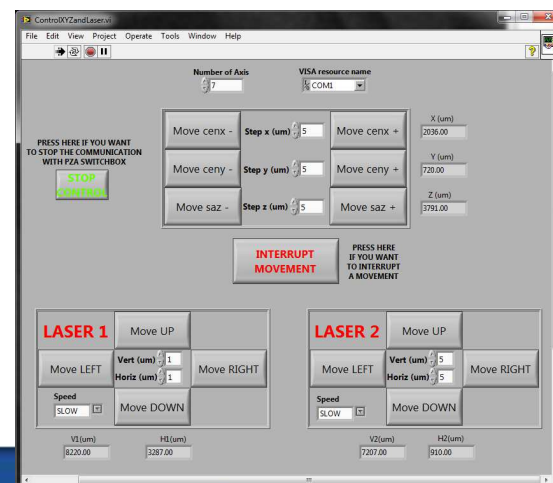 ControlXYZandLaser.vi
File Edit View Project Operate Tools Window Help
Number of Axis
7
VISA resource name
COM1
PRESS HERE IF YOU WANT
TO STOP THE COMMUNICATION
WITH PZA SWITCHBOX
STOP
CONTROL
Move cenx - Step x (um) 5 Move cenx +
X (um)
2036.00
Move ceny - Step y (um) 5 Move ceny +
Y (um)
720.00
Move saz - Step z (um) 5 Move saz +
Z (um)
3791.00
INTERRUPT
MOVEMENT
PRESS HERE
IF YOU WANT
TO INTERRUPT
A MOVEMENT
LASER 1 Move UP
Move LEFT
Vert (um) 1
Horiz (um) 1
Move RIGHT
Speed
SLOW
Move DOWN
V1(um) H1(um)
8220.00 3287.00
LASER 2 Move UP
Move LEFT
Vert (um) 5
Horiz (um) 5
Move RIGHT
Speed
SLOW
Move DOWN
V2(um) H2(um)
7207.00 910.00